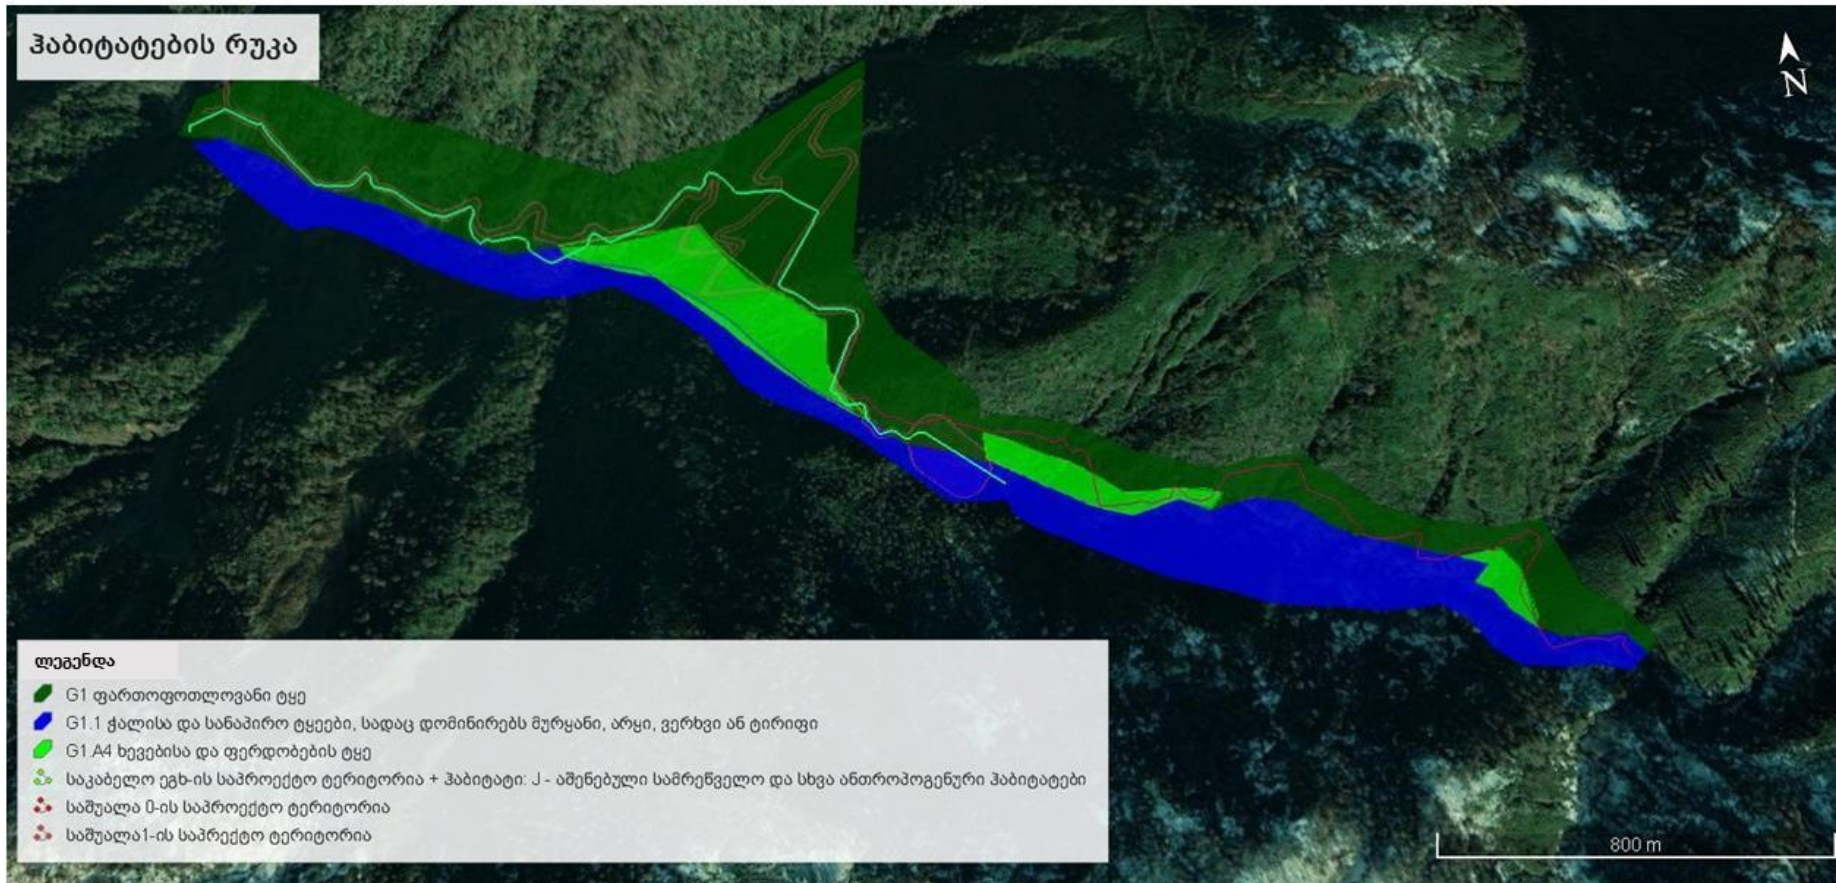 ჰაბიტატების რუკა
N
ლეგენდა
G1 ფართოფოთლოვანი ტყე
G1.1 ჭალისა და სანაპირო ტყეები, სადაც დომინირებს მურყანი, არყი, ვერხვი ან ტირიფი
G1.A4 ხევებისა და ფერდობების ტყე
საკაბელო ეგხ-ის საპროექტო ტერიტორია + ჰაბიტატი: J - აშენებული სამრეწველო და სხვა ანთროპოგენური ჰაბიტატები
საშუალა 0-ის საპროექტო ტერიტორია
საშუალა1-ის საპრექტო ტერიტორია
800 m